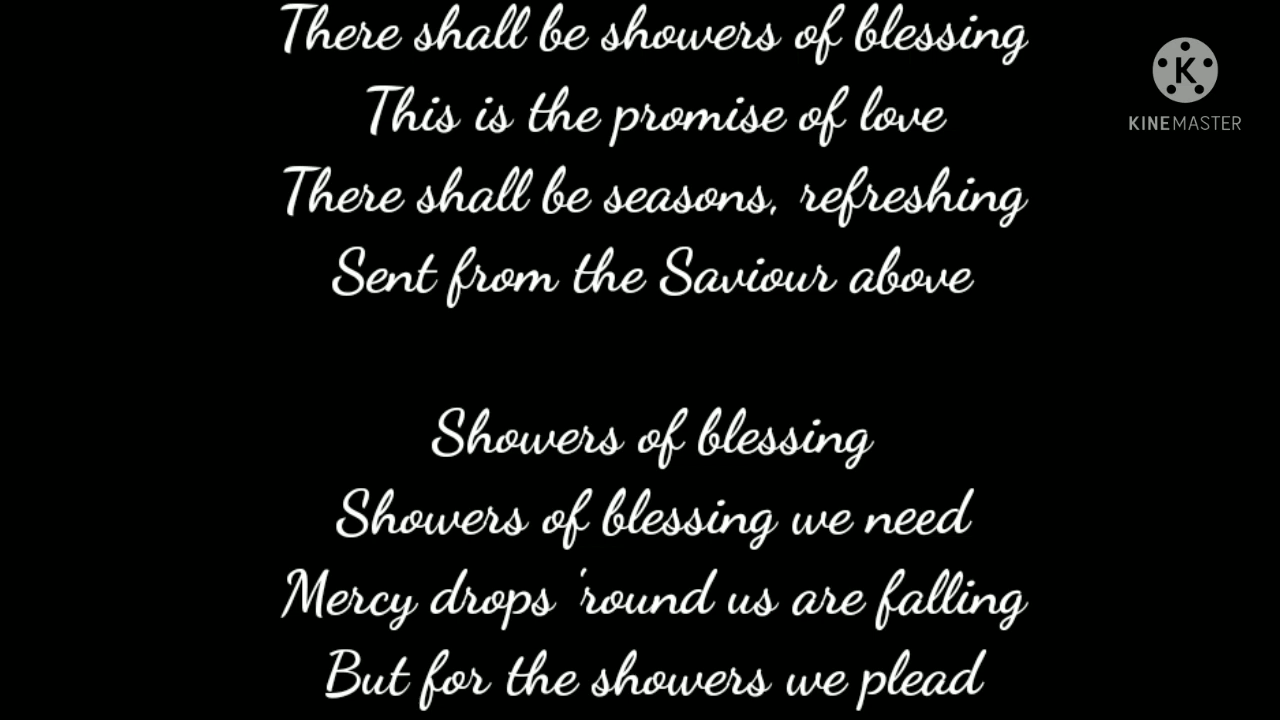 There shall be showers of blessing
This is the promise of love
There shall be seasons, refreshing
Sent from the Saviour above
Showers of blessing
Showers of blessing we need
Mercy drops 'round us are falling
But for the showers we plead
K
KINEMASTER